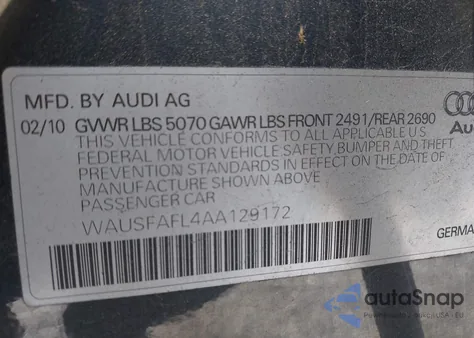 MFD. BY AUDI AG
02/10 GVWR LBS 5070 GAWR LBS FRONT 2491/REAR 2690
THIS VEHICLE CONFORMS TO ALL APPLICABLE U.S
FEDERAL MOTOR VEHICLE SAFETY, BUMPER AND THEFT
PREVENTION STANDARDS IN EFFECT ON THE DATE OF
MANUFACTURE SHOWN ABOVE
PASSENGER CAR
WAUSFAFL4AA129172
Au
GERMA
autaSnap